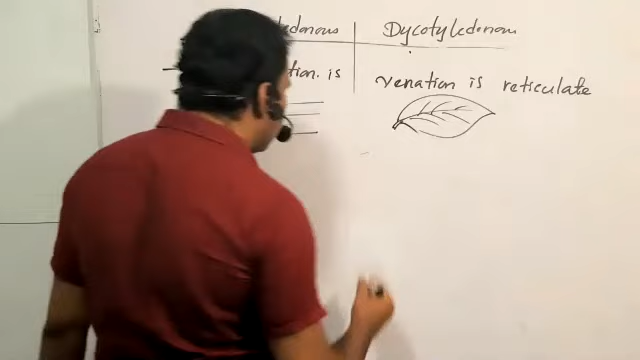 ledonous Dycotyledonous
tion is
venation is reticulate